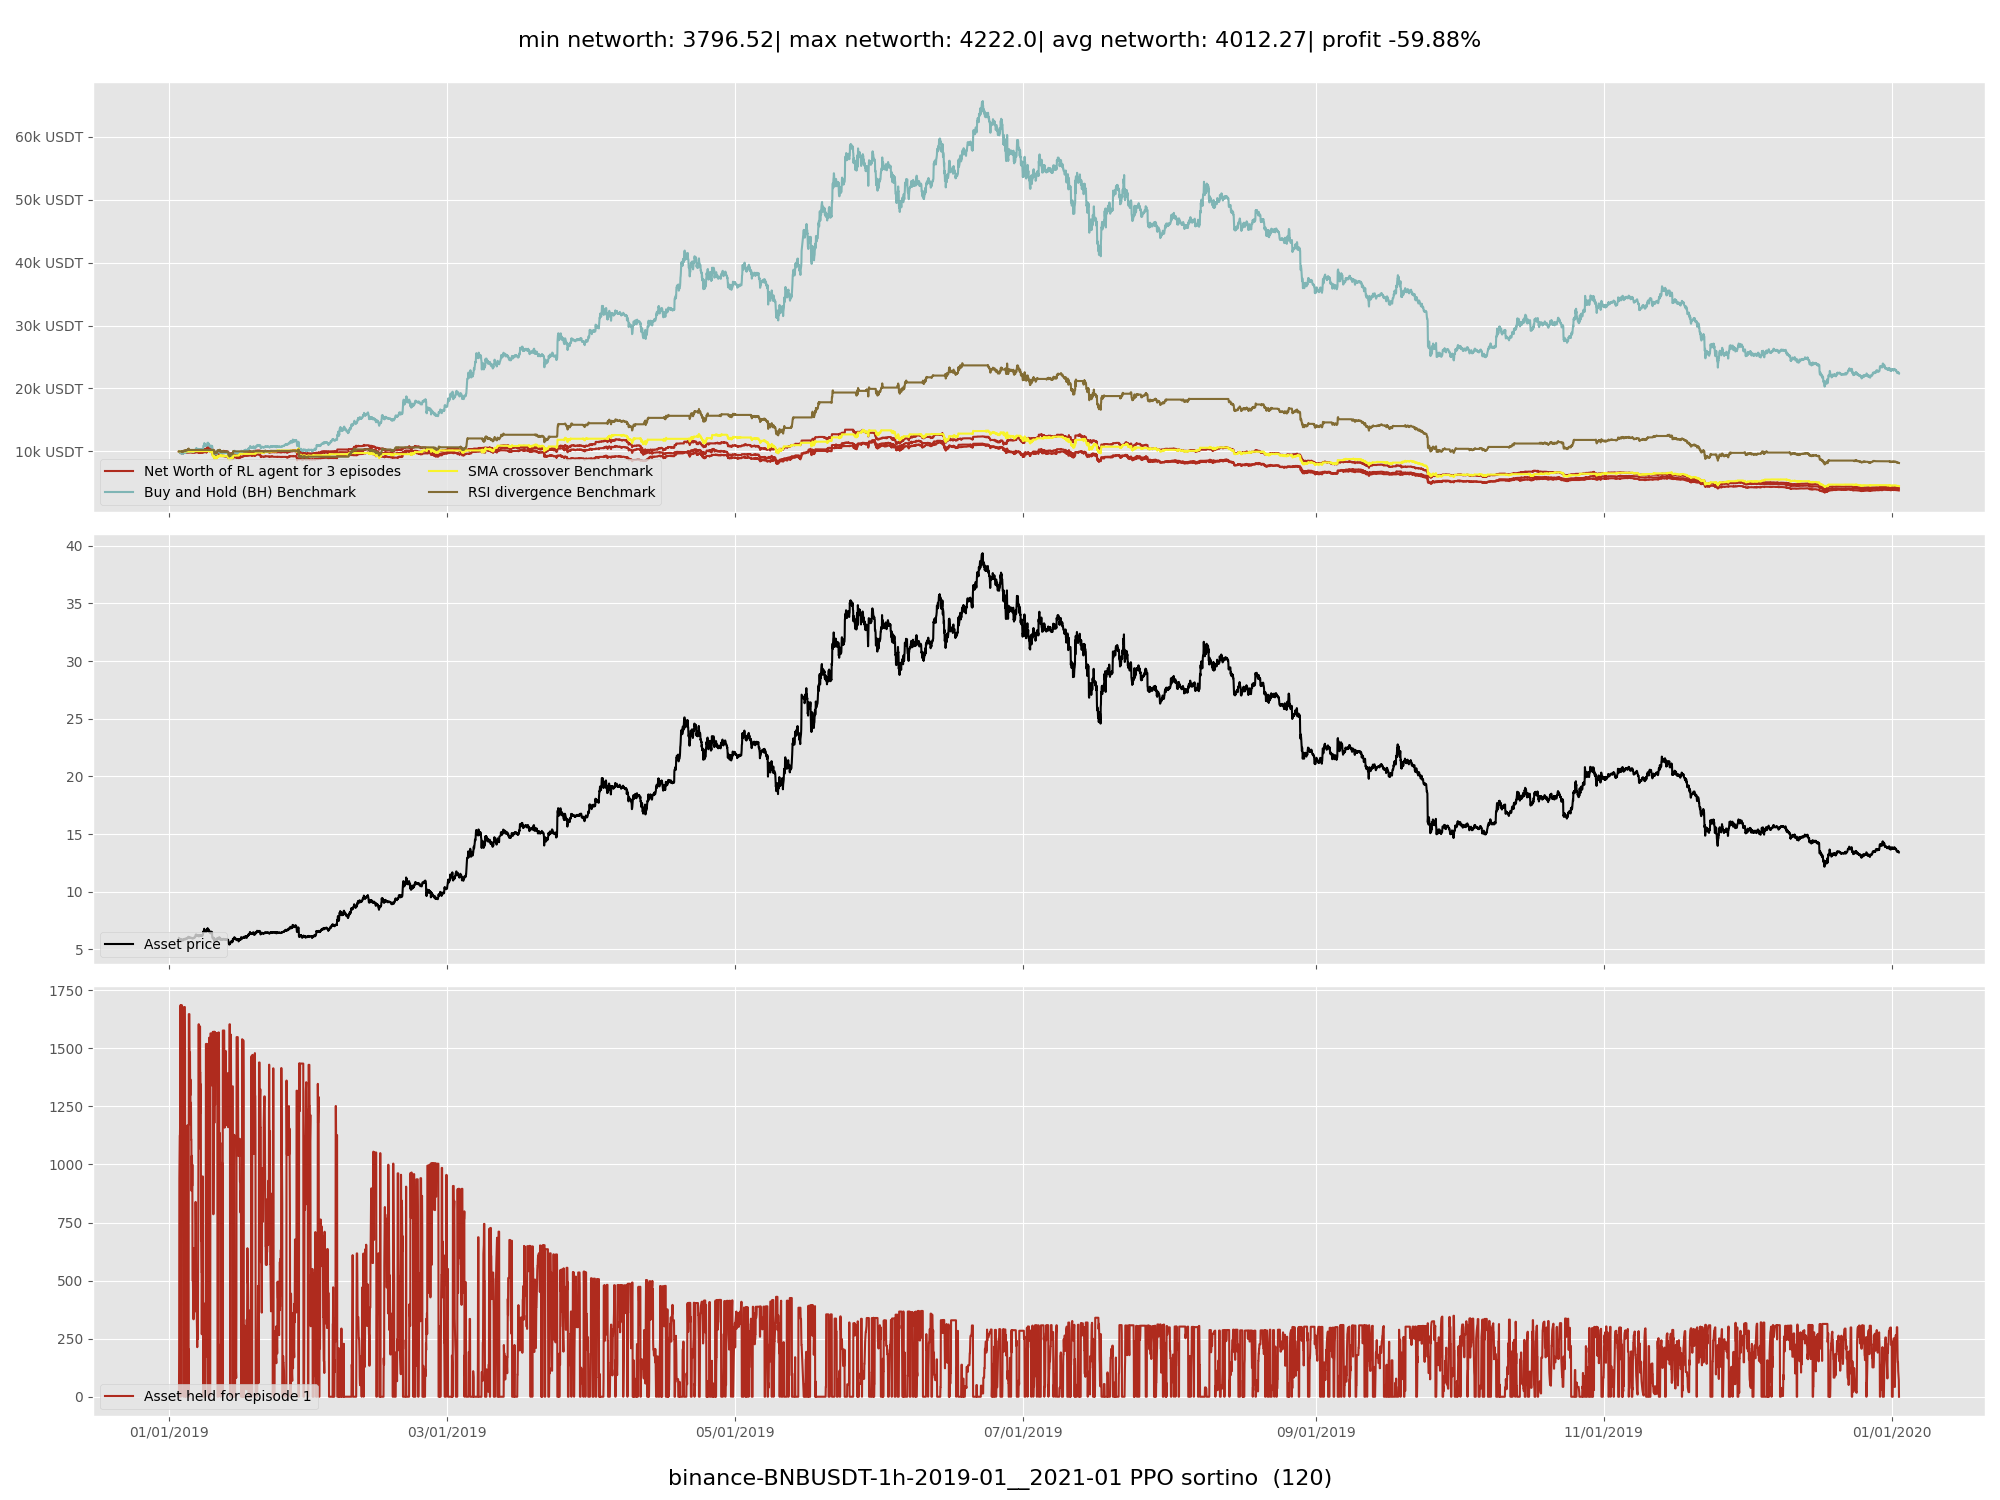 min networth: 3796.52| max networth: 4222.0| avg networth: 4012.27| profit -59.88%
60k USDT
50k USDT
40k USDT
30k USDT
20k USDT
10k USDT
Net Worth of RL agent for 3 episodes
Buy and Hold (BH) Benchmark
SMA crossover Benchmark
RSI divergence Benchmark
40
35
30
25
20
15
10
5
Asset price
1750
1500
1250
1000
750
500
250
0
Asset held for episode 1
01/01/2019 03/01/2019 05/01/2019 07/01/2019 09/01/2019 11/01/2019 01/01/2020
binance-BNBUSDT-1h-2019-01__2021-01 PPO sortino (120)